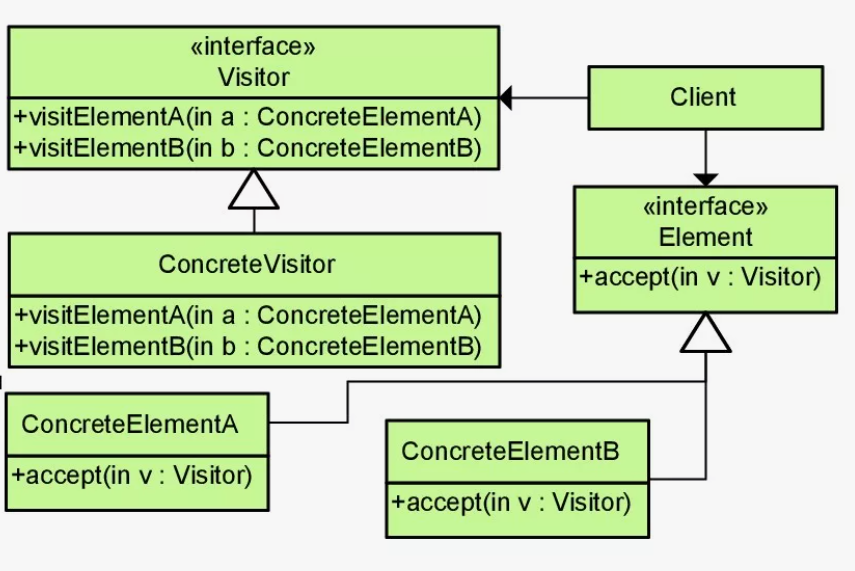 «interface»
Visitor
+visitElementA(in a : ConcreteElementA)
+visitElementB(in b : ConcreteElementB)
Client
«interface»
Element
+accept(in v : Visitor)
ConcreteVisitor
+visitElementA(in a : ConcreteElementA)
+visitElementB(in b : ConcreteElementB)
ConcreteElementA
+accept(in v : Visitor)
ConcreteElementB
+accept(in v : Visitor)